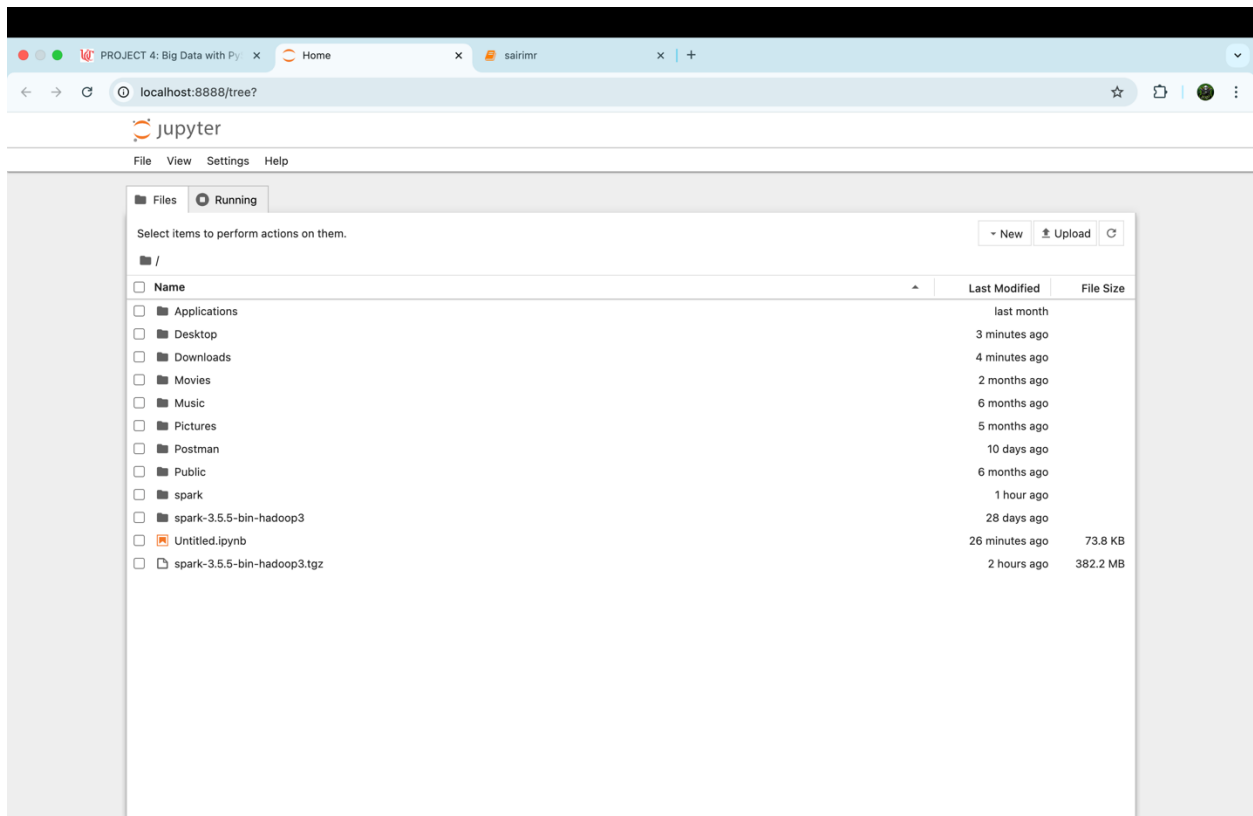 PROJECT 4: Big Data with Py
Home
sairimr
localhost:8888/tree?
jupyter
File View Settings Help
Files Running
Select items to perform actions on them.
New Upload
/
Name Last Modified File Size
Applications last month
Desktop 3 minutes ago
Downloads 4 minutes ago
Movies 2 months ago
Music 6 months ago
Pictures 5 months ago
Postman 10 days ago
Public 6 months ago
spark 1 hour ago
spark-3.5.5-bin-hadoop3 28 days ago
Untitled.ipynb 26 minutes ago 73.8 KB
spark-3.5.5-bin-hadoop3.tgz 2 hours ago 382.2 MB